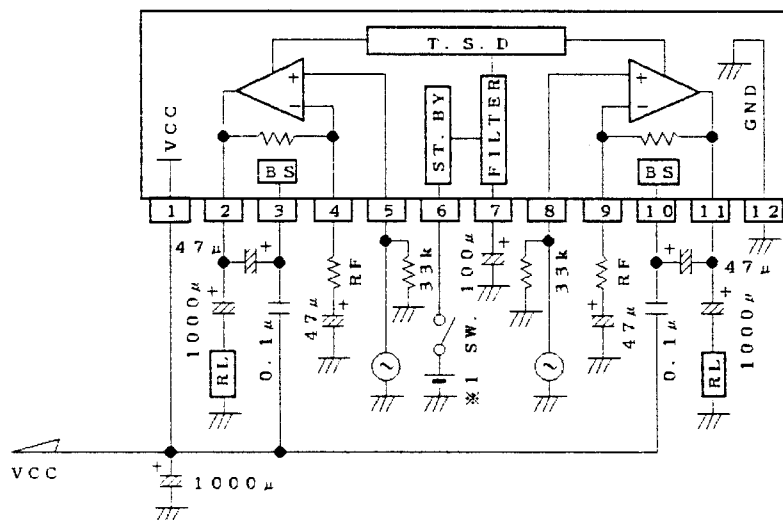 T.S.D
+
−
+
−
VCC
BS
ST.BY
FILTER
BS
GND
1 2 3 4 5 6 7 8 9 10 11 12
47μ
+
1000μ
+
RL
0.1μ
RF
47μ
+
33k
※1 SW.
100μ
+
33k
RF
47μ
+
0.1μ
+
47μ
1000μ
+
RL
VCC
+
1000μ